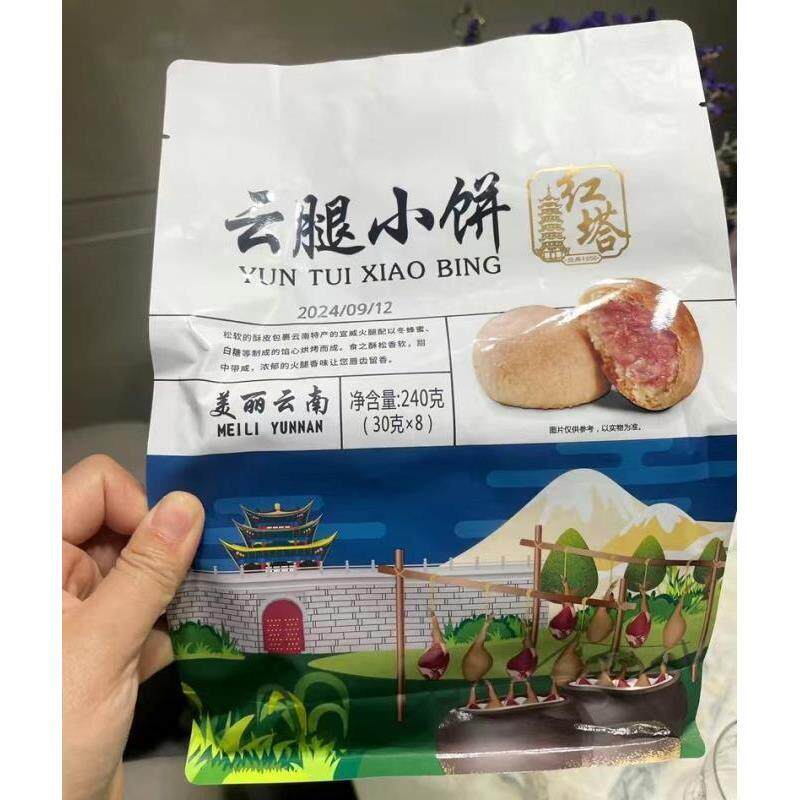 云腿小饼
YUN TUI XIAO BING
红塔
2024/09/12
松软的酥皮包裹云南特产的宣威火腿配以冬蜂蜜、
白糖等制成的馅心烘烤而成。食之酥松香软，甜
中带咸，浓郁的火腿香味让您唇齿留香。
美丽云南
MEILI YUNNAN
净含量:240克
(30克×8)
图片仅供参考，以实物为准。